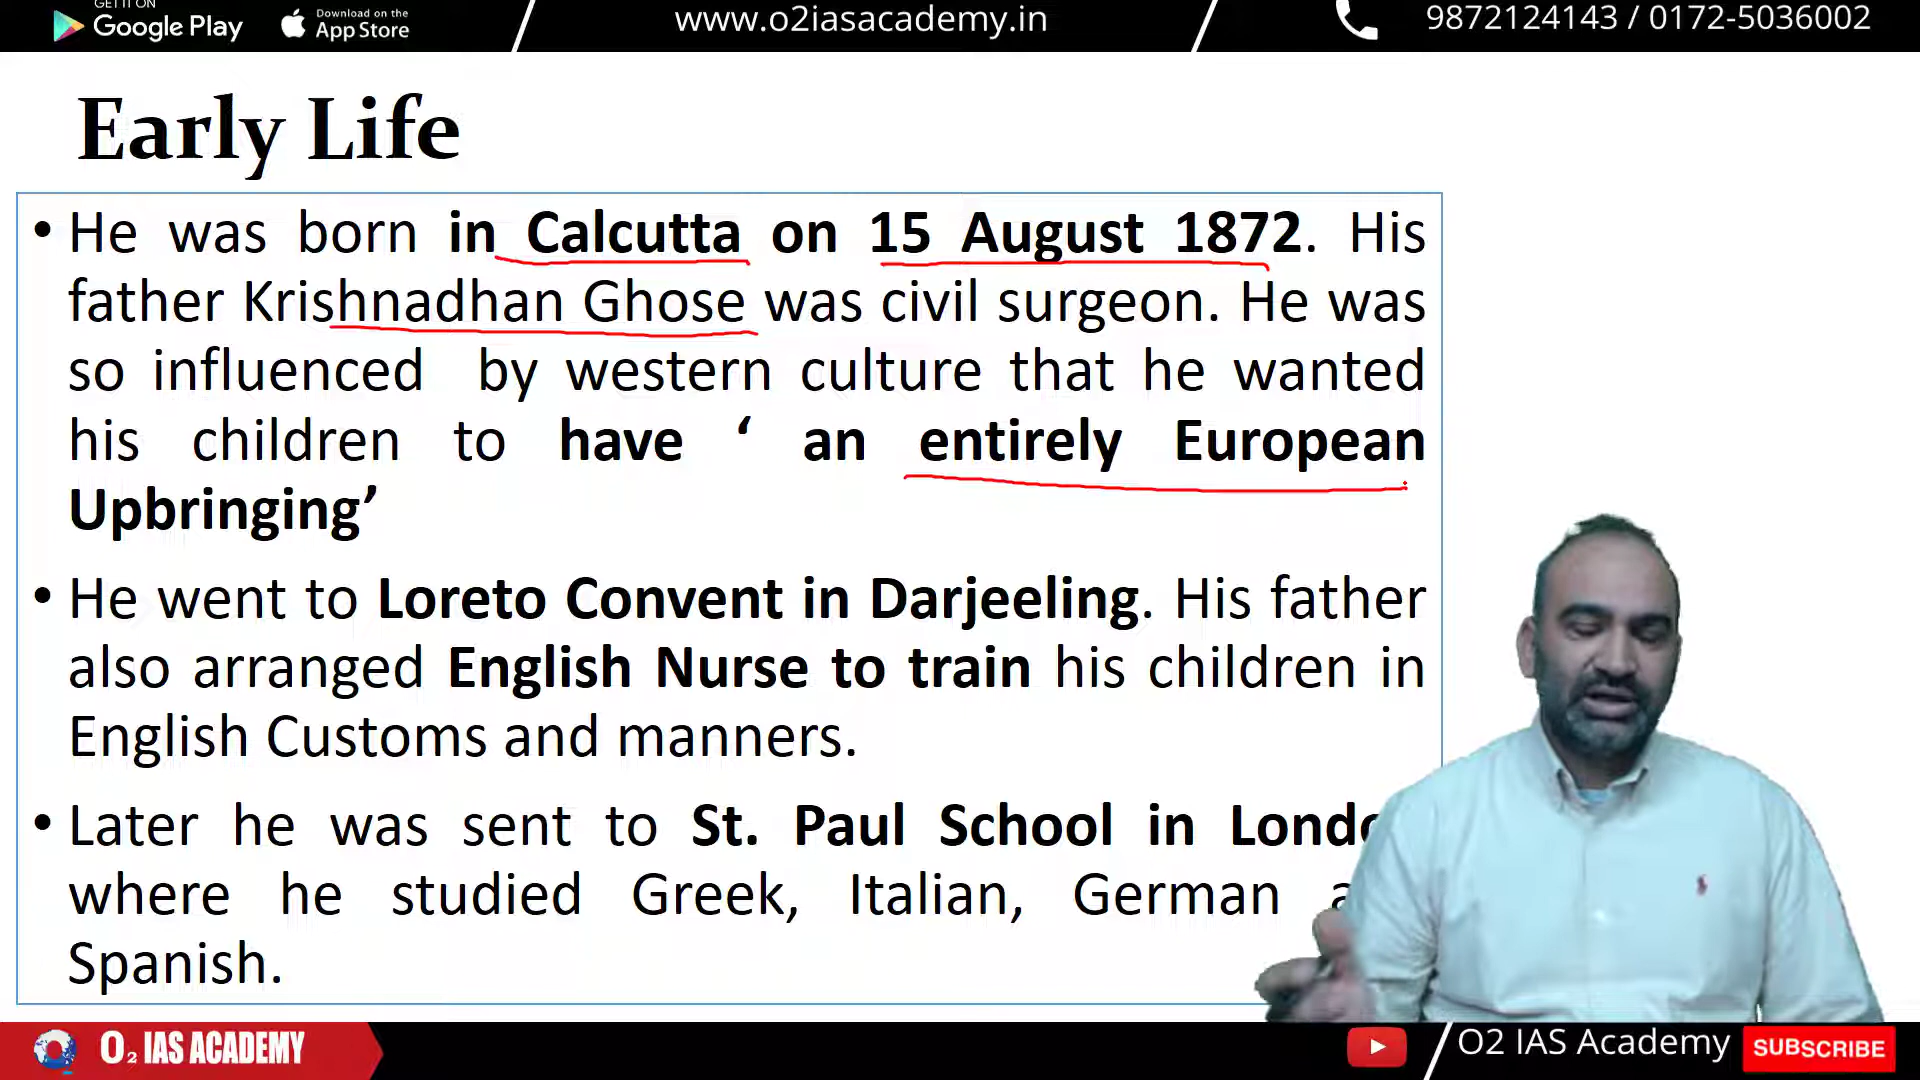 GET IT ON
Google Play
Download on the
App Store
www.o2iasacademy.in
9872124143 / 0172-5036002
Early Life
• He was born in Calcutta on 15 August 1872. His
father Krishnadhan Ghose was civil surgeon. He was
so influenced by western culture that he wanted
his children to have ‘ an entirely European
Upbringing’
• He went to Loreto Convent in Darjeeling. His father
also arranged English Nurse to train his children in
English Customs and manners.
• Later he was sent to St. Paul School in
where he studied Greek, Italian, German
Spanish.
O2 IAS ACADEMY
O2 IAS Academy
SUBSCRIBE